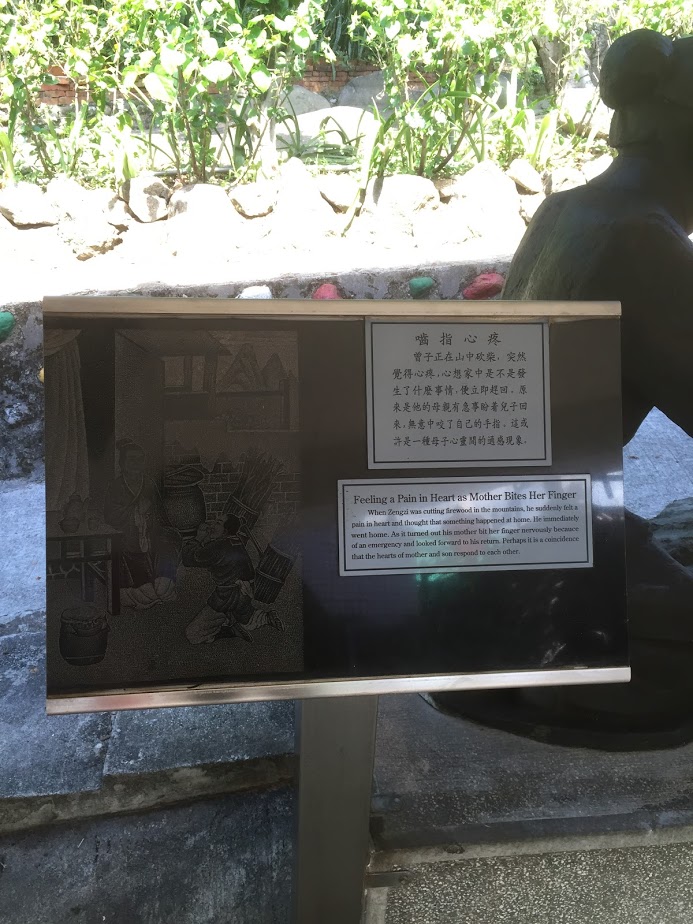 嚙指心疼
曾子正在山中砍柴，突然
覺得心疼，心想家中是不是發
生了什麼事情，便立即趕回，原
來是他的母親有急事盼着兒子回
來，無意中咬了自己的手指，這或
許是一種母子心靈間的通感現象。
Feeling a Pain in Heart as Mother Bites Her Finger
When Zengzi was cutting firewood in the mountains, he suddenly felt a
pain in heart and thought that something happened at home. He immediately
went home. As it turned out his mother bit her finger nervously because
of an emergency and looked forward to his return. Perhaps it is a coincidence
that the hearts of mother and son respond to each other.